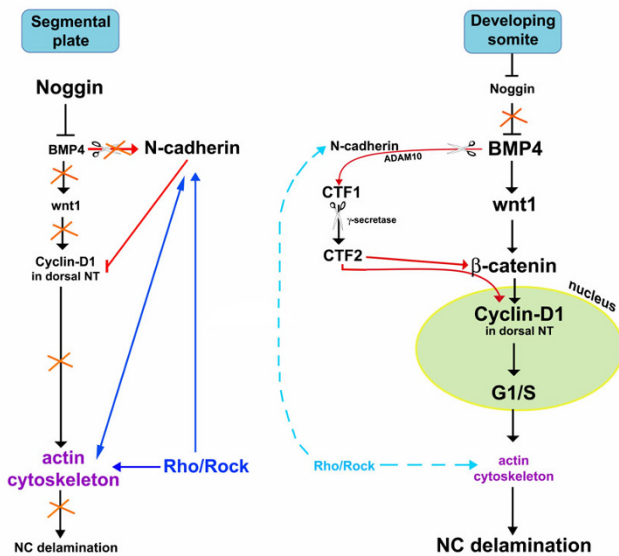 Segmental
plate
Noggin
BMP4
N-cadherin
wnt1
Cyclin-D1
in dorsal NT
actin
cytoskeleton
Rho/Rock
NC delamination
Developing
somite
Noggin
N-cadherin
ADAM10
BMP4
CTF1
γ-secretase
CTF2
wnt1
β-catenin
nucleus
Cyclin-D1
in dorsal NT
G1/S
Rho/Rock
actin
cytoskeleton
NC delamination